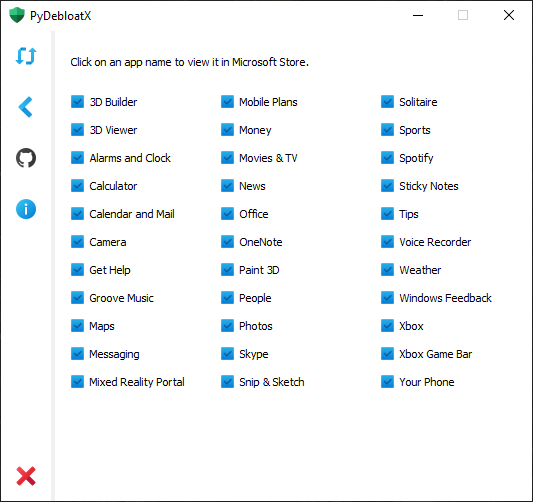 PyDebloatX
Click on an app name to view it in Microsoft Store.
3D Builder
3D Viewer
Alarms and Clock
Calculator
Calendar and Mail
Camera
Get Help
Groove Music
Maps
Messaging
Mixed Reality Portal
Mobile Plans
Money
Movies & TV
News
Office
OneNote
Paint 3D
People
Photos
Skype
Snip & Sketch
Solitaire
Sports
Spotify
Sticky Notes
Tips
Voice Recorder
Weather
Windows Feedback
Xbox
Xbox Game Bar
Your Phone